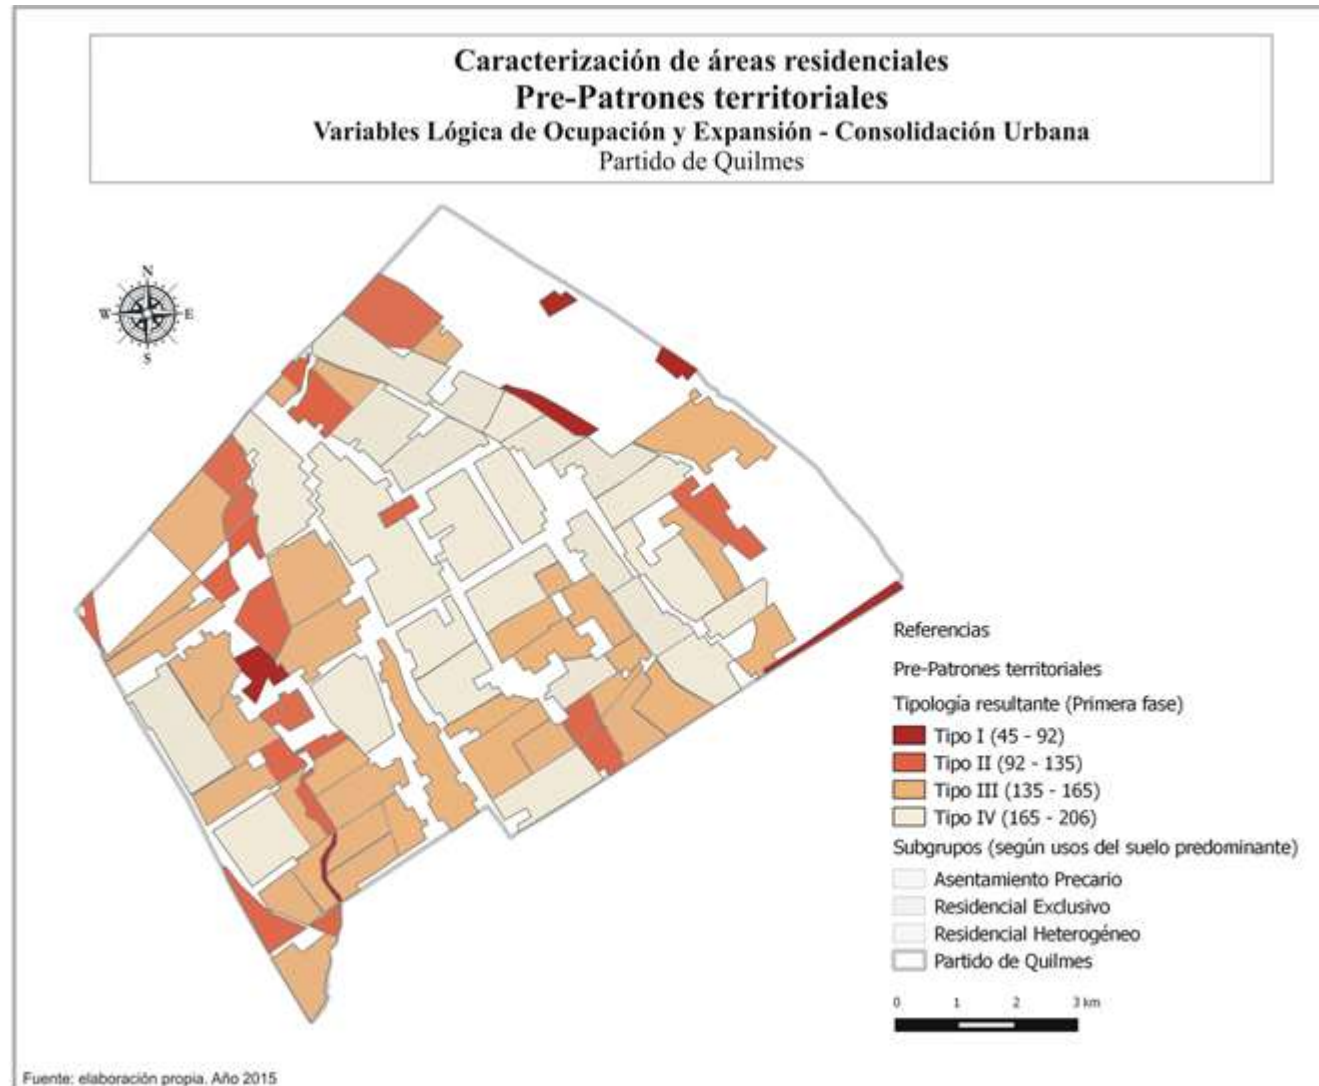 Caracterización de áreas residenciales
Pre-Patrones territoriales
Variables Lógica de Ocupación y Expansión - Consolidación Urbana
Partido de Quilmes
N
W E
S
Referencias
Pre-Patrones territoriales
Tipología resultante (Primera fase)
Tipo I (45 - 92)
Tipo II (92 - 135)
Tipo III (135 - 165)
Tipo IV (165 - 206)
Subgrupos (según usos del suelo predominante)
Asentamiento Precario
Residencial Exclusivo
Residencial Heterogéneo
Partido de Quilmes
0 1 2 3 km
Fuente: elaboración propia. Año 2015